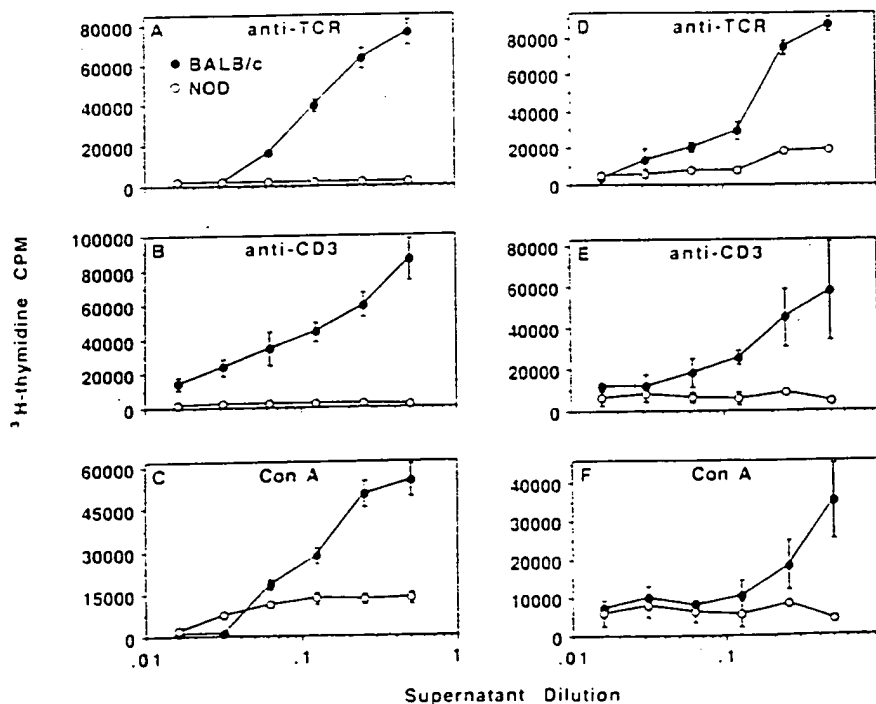 A anti-TCR
● BALB/c
○ NOD
80000
60000
40000
20000
0
D anti-TCR
80000
60000
40000
20000
0
B anti-CD3
100000
80000
60000
40000
20000
0
E anti-CD3
80000
60000
40000
20000
0
C Con A
60000
45000
30000
15000
0
.01 .1 1
F Con A
40000
30000
20000
10000
0
.01 .1 1
³H-thymidine CPM
Supernatant Dilution